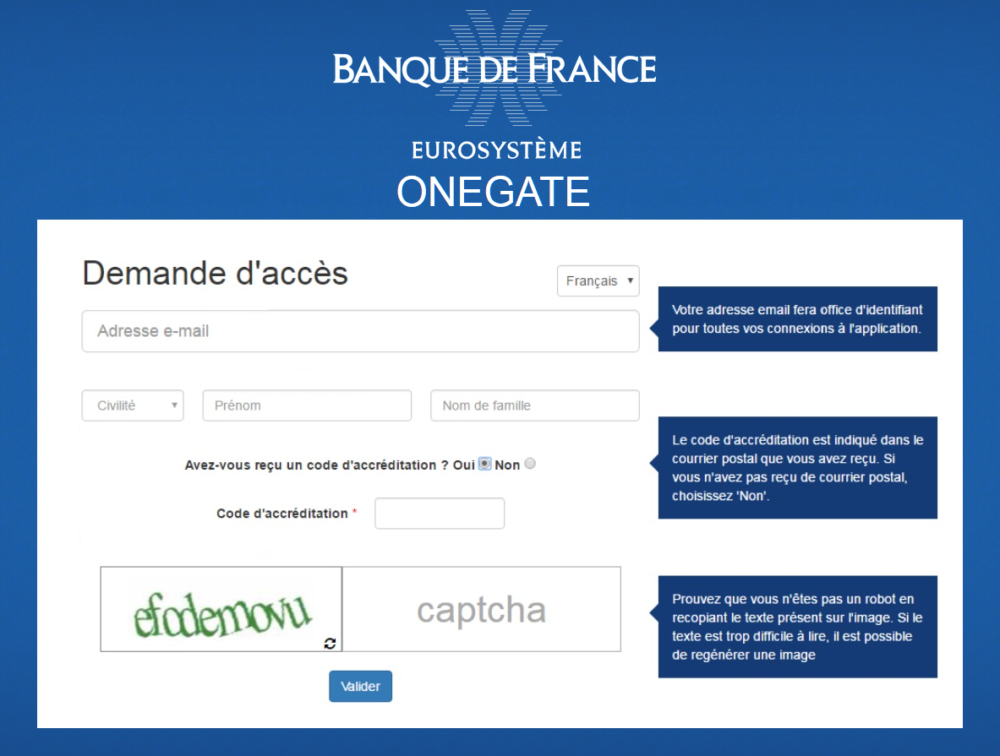 BANQUE DE FRANCE
EUROSYSTÈME
ONEGATE
Demande d'accès
Français
Adresse e-mail
Votre adresse email fera office d'identifiant
pour toutes vos connexions à l'application.
Civilité
Prénom
Nom de famille
Avez-vous reçu un code d'accréditation ? Oui Non
Code d'accréditation *
Le code d'accréditation est indiqué dans le
courrier postal que vous avez reçu. Si
vous n'avez pas reçu de courrier postal,
choisissez 'Non'.
efodemovu
captcha
Prouvez que vous n'êtes pas un robot en
recopiant le texte présent sur l'image. Si le
texte est trop difficile à lire, il est possible
de regénérer une image
Valider